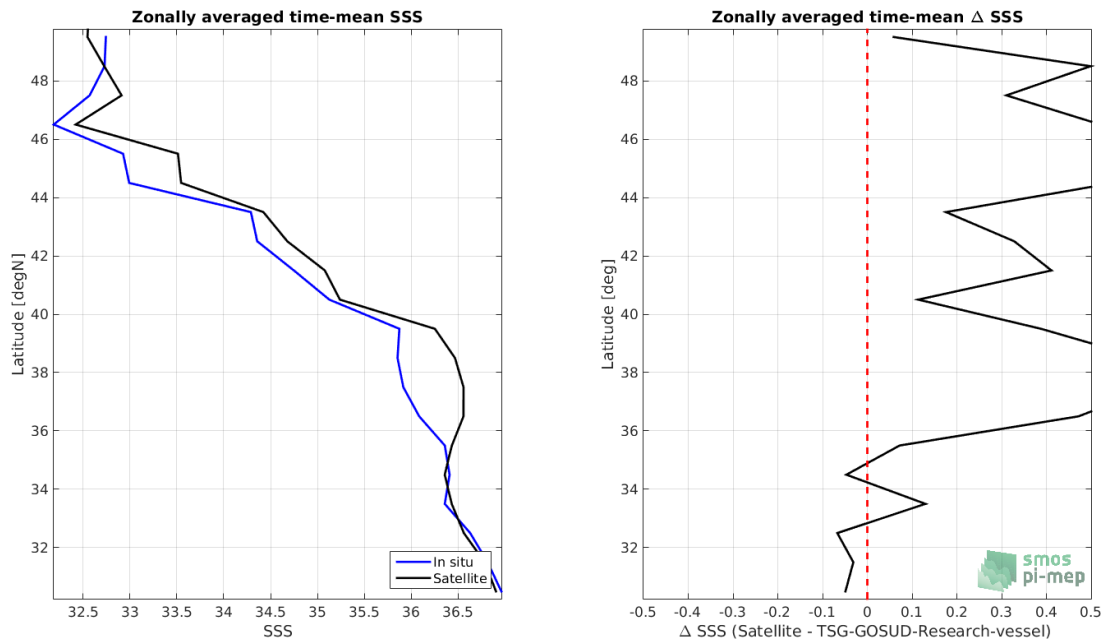 Zonally averaged time-mean SSS
Latitude [degN]
48
46
44
42
40
38
36
34
32
32.5 33 33.5 34 34.5 35 35.5 36 36.5
SSS
In situ
Satellite
Zonally averaged time-mean Δ SSS
Latitude [deg]
48
46
44
42
40
38
36
34
32
-0.5 -0.4 -0.3 -0.2 -0.1 0 0.1 0.2 0.3 0.4 0.5
Δ SSS (Satellite - TSG-GOSUD-Research-vessel)
smos
pi-mep